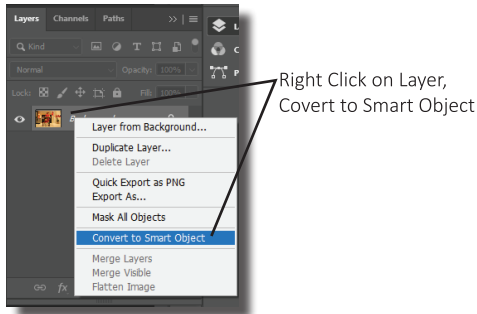 Layers Channels Paths
Kind
Normal Opacity: 100%
Lock: Fill: 100%
Layer from Background...
Duplicate Layer...
Delete Layer
Quick Export as PNG
Export As...
Mask All Objects
Convert to Smart Object
Merge Layers
Merge Visible
Flatten Image
fx
Right Click on Layer,
Covert to Smart Object